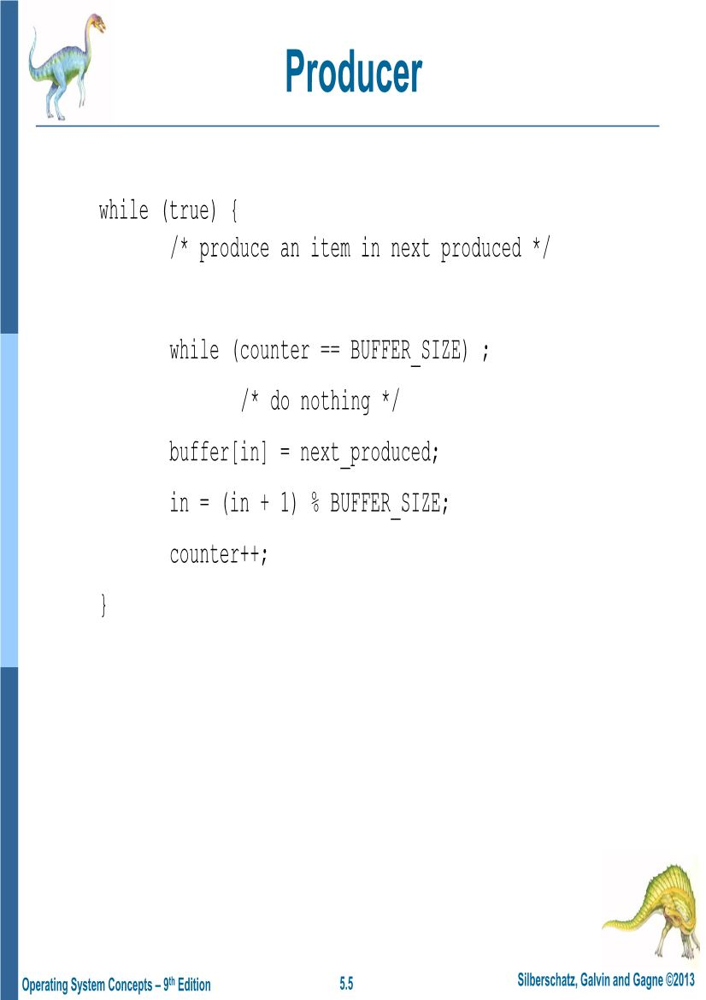 Producer
while (true) {
/* produce an item in next produced */
while (counter == BUFFER_SIZE) ;
/* do nothing */
buffer[in] = next_produced;
in = (in + 1) % BUFFER_SIZE;
counter++;
}
Operating System Concepts – 9th Edition
5.5
Silberschatz, Galvin and Gagne ©2013